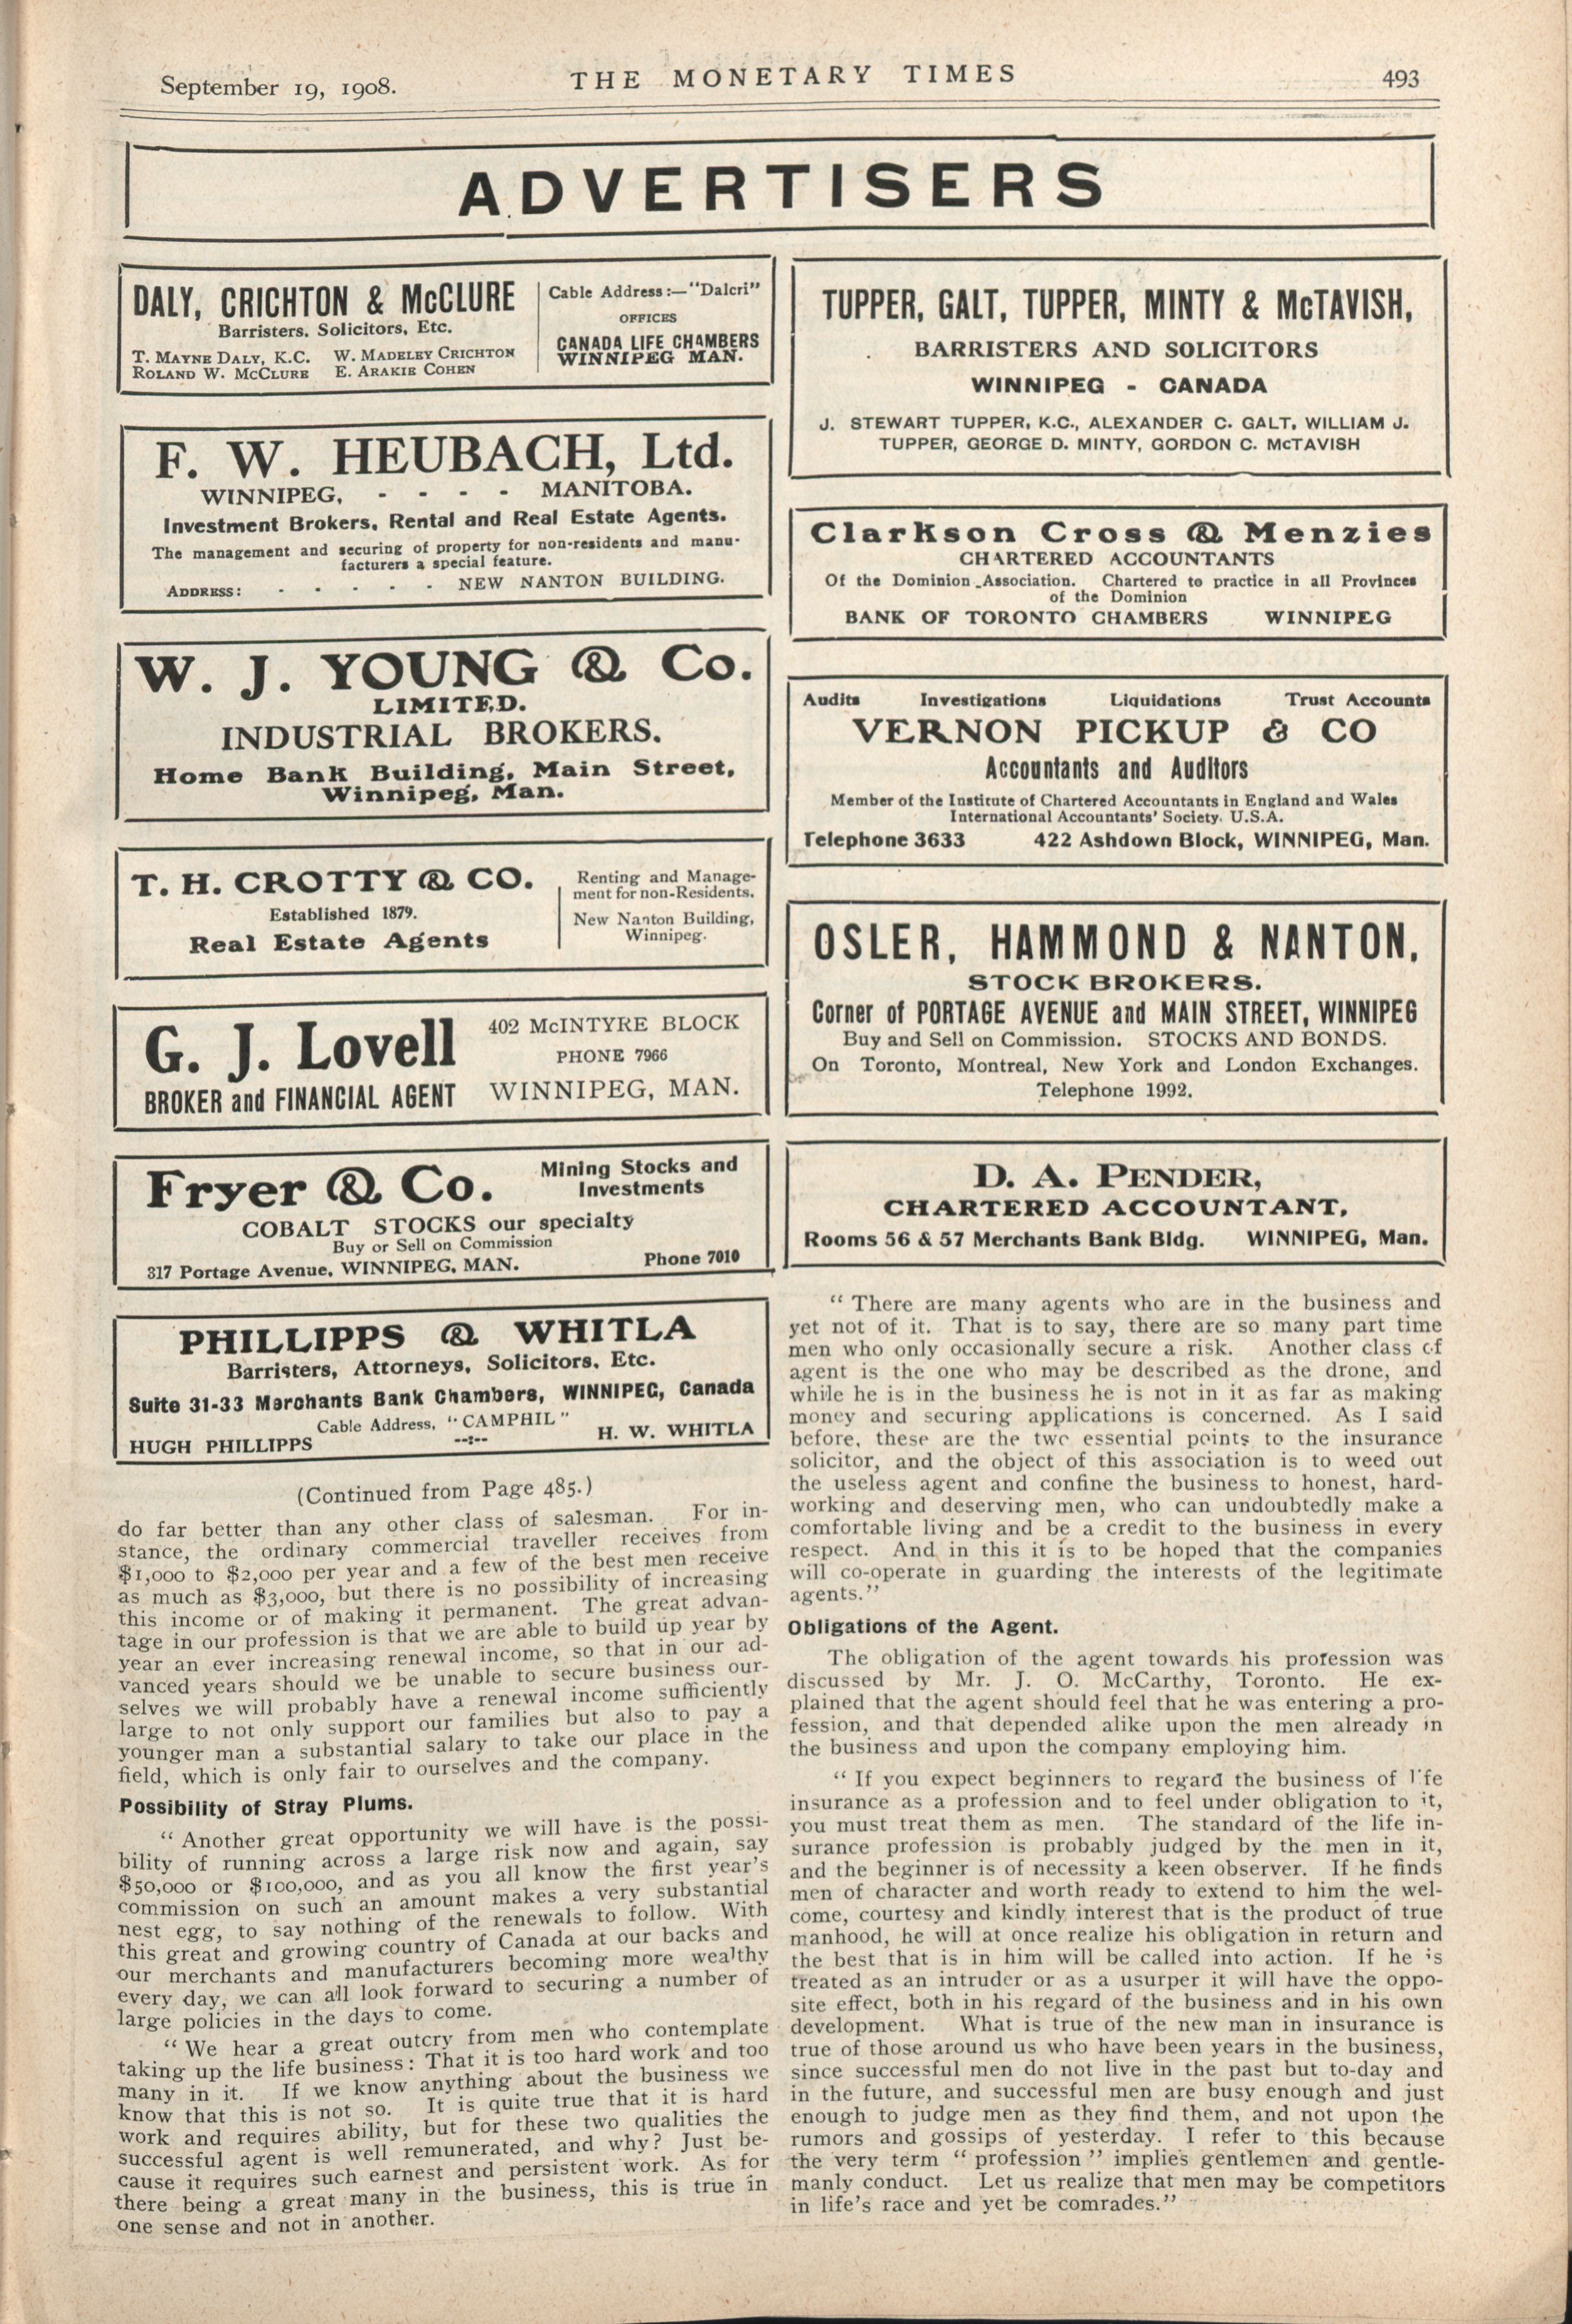 September 19, 1908.
THE MONETARY TIMES
493
ADVERTISERS
DALY, CRICHTON & McCLURE
Barristers. Solicitors, Etc.
T. MAYNE DALY, K.C. W. MADELEY CRICHTON
ROLAND W. McCLURE E. ARAKIE COHEN
Cable Address:—"Dalcri"
OFFICES
CANADA LIFE CHAMBERS
WINNIPEG MAN.
F. W. HEUBACH, Ltd.
WINNIPEG, - - - - MANITOBA.
Investment Brokers, Rental and Real Estate Agents.
The management and securing of property for non-residents and manu-
facturers a special feature.
ADDRESS: - - - - - NEW NANTON BUILDING.
W. J. YOUNG & Co.
LIMITED.
INDUSTRIAL BROKERS.
Home Bank Building, Main Street,
Winnipeg, Man.
T. H. CROTTY & CO.
Established 1879.
Real Estate Agents
Renting and Manage-
ment for non-Residents.
New Nanton Building,
Winnipeg.
G. J. Lovell
BROKER and FINANCIAL AGENT
402 McINTYRE BLOCK
PHONE 7966
WINNIPEG, MAN.
Fryer & Co.
Mining Stocks and
Investments
COBALT STOCKS our specialty
Buy or Sell on Commission
317 Portage Avenue, WINNIPEG, MAN.
Phone 7010
PHILLIPPS & WHITLA
Barristers, Attorneys, Solicitors. Etc.
Suite 31-33 Merchants Bank Chambers, WINNIPEG, Canada
Cable Address, "CAMPHIL"
HUGH PHILLIPPS --:-- H. W. WHITLA
(Continued from Page 485.)
do far better than any other class of salesman. For in-
stance, the ordinary commercial traveller receives from
$1,000 to $2,000 per year and a few of the best men receive
as much as $3,000, but there is no possibility of increasing
this income or of making it permanent. The great advan-
tage in our profession is that we are able to build up year by
year an ever increasing renewal income, so that in our ad-
vanced years should we be unable to secure business our-
selves we will probably have a renewal income sufficiently
large to not only support our families but also to pay a
younger man a substantial salary to take our place in the
field, which is only fair to ourselves and the company.
Possibility of Stray Plums.
"Another great opportunity we will have is the possi-
bility of running across a large risk now and again, say
$50,000 or $100,000, and as you all know the first year's
commission on such an amount makes a very substantial
nest egg, to say nothing of the renewals to follow. With
this great and growing country of Canada at our backs and
our merchants and manufacturers becoming more wealthy
every day, we can all look forward to securing a number of
large policies in the days to come.
"We hear a great outcry from men who contemplate
taking up the life business: That it is too hard work and too
many in it. If we know anything about the business we
know that this is not so. It is quite true that it is hard
work and requires ability, but for these two qualities the
successful agent is well remunerated, and why? Just be-
cause it requires such earnest and persistent work. As for
there being a great many in the business, this is true in
one sense and not in another.
TUPPER, GALT, TUPPER, MINTY & McTAVISH,
BARRISTERS AND SOLICITORS
WINNIPEG - CANADA
J. STEWART TUPPER, K.C., ALEXANDER C. GALT, WILLIAM J.
TUPPER, GEORGE D. MINTY, GORDON C. McTAVISH
Clarkson Cross & Menzies
CHARTERED ACCOUNTANTS
Of the Dominion Association. Chartered to practice in all Provinces
of the Dominion
BANK OF TORONTO CHAMBERS WINNIPEG
Audits Investigations Liquidations Trust Accounts
VERNON PICKUP & CO
Accountants and Auditors
Member of the Institute of Chartered Accountants in England and Wales
International Accountants' Society. U.S.A.
Telephone 3633 422 Ashdown Block, WINNIPEG, Man.
OSLER, HAMMOND & NANTON,
STOCK BROKERS.
Corner of PORTAGE AVENUE and MAIN STREET, WINNIPEG
Buy and Sell on Commission. STOCKS AND BONDS.
On Toronto, Montreal, New York and London Exchanges.
Telephone 1992.
D. A. PENDER,
CHARTERED ACCOUNTANT,
Rooms 56 & 57 Merchants Bank Bldg. WINNIPEG, Man.
"There are many agents who are in the business and
yet not of it. That is to say, there are so many part time
men who only occasionally secure a risk. Another class of
agent is the one who may be described as the drone, and
while he is in the business he is not in it as far as making
money and securing applications is concerned. As I said
before, these are the two essential points to the insurance
solicitor, and the object of this association is to weed out
the useless agent and confine the business to honest, hard-
working and deserving men, who can undoubtedly make a
comfortable living and be a credit to the business in every
respect. And in this it is to be hoped that the companies
will co-operate in guarding the interests of the legitimate
agents."
Obligations of the Agent.
The obligation of the agent towards his profession was
discussed by Mr. J. O. McCarthy, Toronto. He ex-
plained that the agent should feel that he was entering a pro-
fession, and that depended alike upon the men already in
the business and upon the company employing him.
"If you expect beginners to regard the business of life
insurance as a profession and to feel under obligation to it,
you must treat them as men. The standard of the life in-
surance profession is probably judged by the men in it,
and the beginner is of necessity a keen observer. If he finds
men of character and worth ready to extend to him the wel-
come, courtesy and kindly interest that is the product of true
manhood, he will at once realize his obligation in return and
the best that is in him will be called into action. If he is
treated as an intruder or as a usurper it will have the oppo-
site effect, both in his regard of the business and in his own
development. What is true of the new man in insurance is
true of those around us who have been years in the business,
since successful men do not live in the past but to-day and
in the future, and successful men are busy enough and just
enough to judge men as they find them, and not upon the
rumors and gossips of yesterday. I refer to this because
the very term "profession" implies gentlemen and gentle-
manly conduct. Let us realize that men may be competitors
in life's race and yet be comrades."